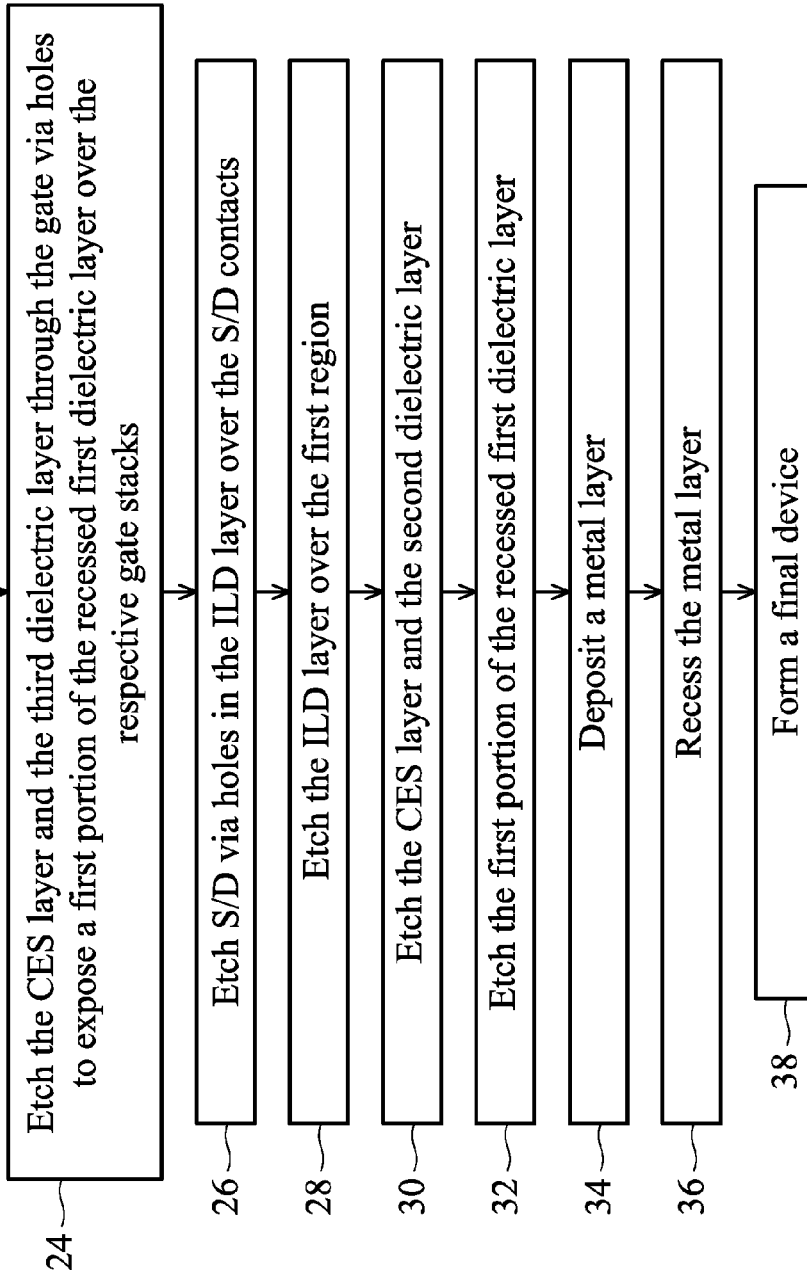 24
Etch the CES layer and the third dielectric layer through the gate via holes
to expose a first portion of the recessed first dielectric layer over the
respective gate stacks
26
Etch S/D via holes in the ILD layer over the S/D contacts
28
Etch the ILD layer over the first region
30
Etch the CES layer and the second dielectric layer
32
Etch the first portion of the recessed first dielectric layer
34
Deposit a metal layer
36
Recess the metal layer
38
Form a final device